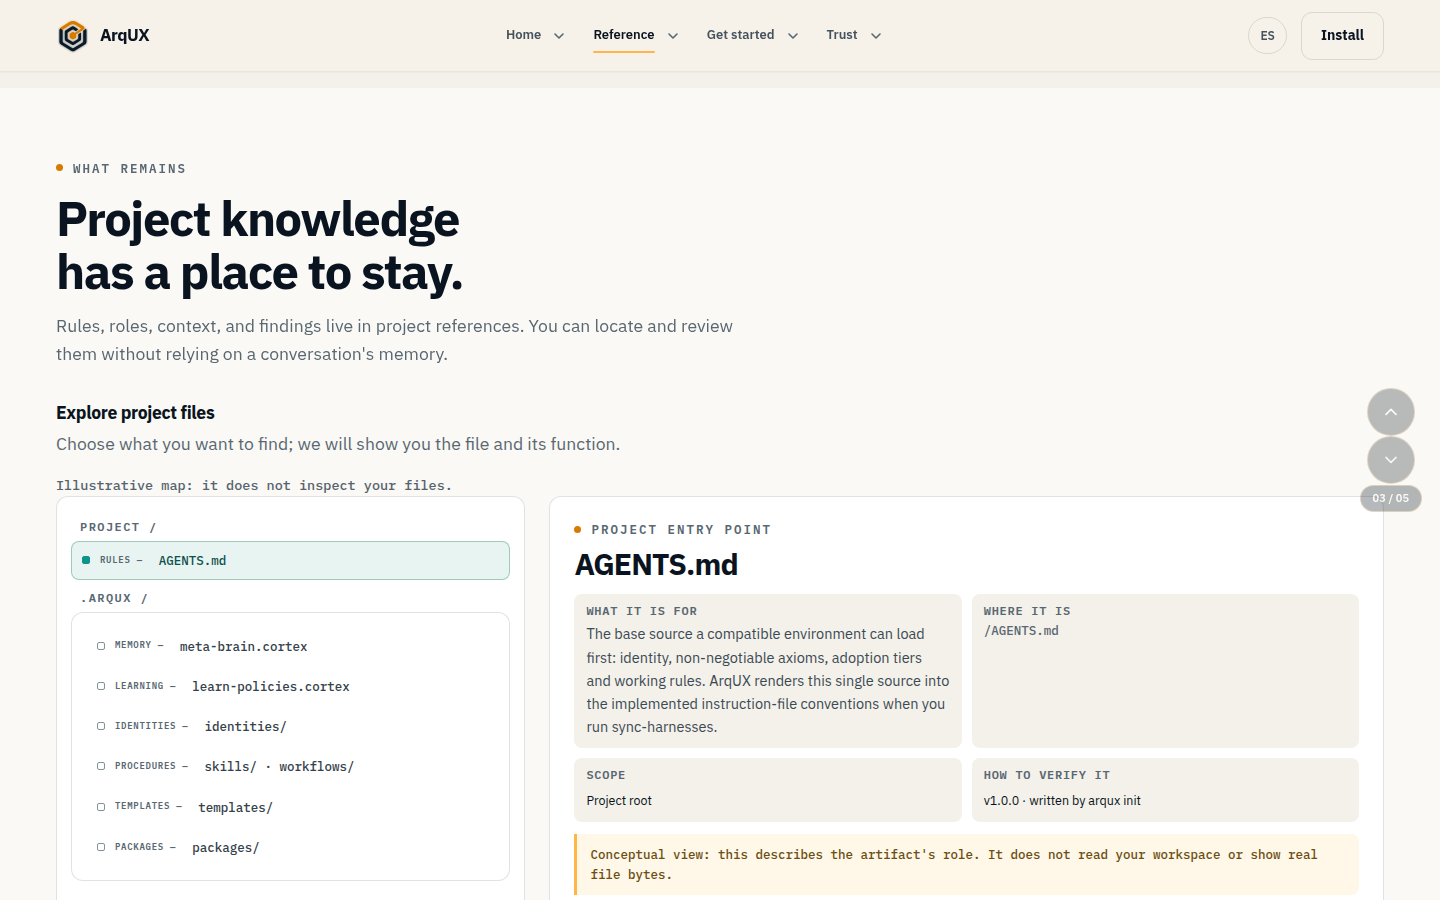 ArqUX
Home
Reference
Get started
Trust
ES
Install
WHAT REMAINS
Project knowledge
has a place to stay.
Rules, roles, context, and findings live in project references. You can locate and review
them without relying on a conversation's memory.
Explore project files
Choose what you want to find; we will show you the file and its function.
Illustrative map: it does not inspect your files.
PROJECT /
RULES – AGENTS.md
.ARQUX /
MEMORY – meta-brain.cortex
LEARNING – learn-policies.cortex
IDENTITIES – identities/
PROCEDURES – skills/ · workflows/
TEMPLATES – templates/
PACKAGES – packages/
PROJECT ENTRY POINT
AGENTS.md
WHAT IT IS FOR
The base source a compatible environment can load
first: identity, non-negotiable axioms, adoption tiers
and working rules. ArqUX renders this single source into
the implemented instruction-file conventions when you
run sync-harnesses.
WHERE IT IS
/AGENTS.md
SCOPE
Project root
HOW TO VERIFY IT
v1.0.0 · written by arqux init
Conceptual view: this describes the artifact's role. It does not read your workspace or show real
file bytes.
03 / 05